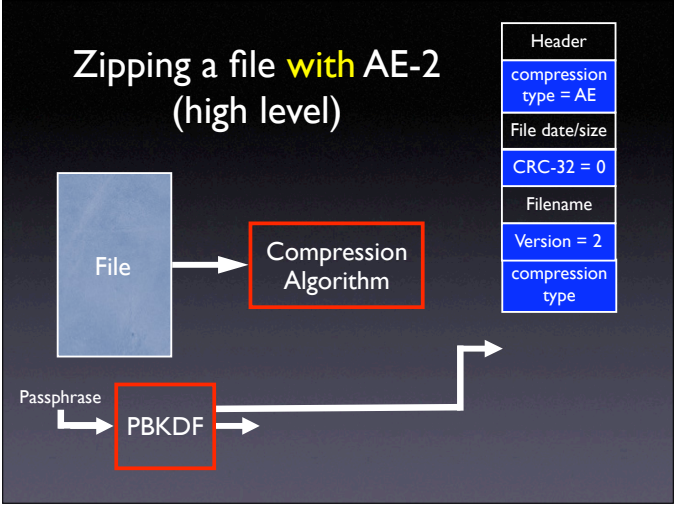 Zipping a file with AE-2
(high level)
Header
compression
type = AE
File date/size
CRC-32 = 0
Filename
Version = 2
compression
type
File
Compression
Algorithm
Passphrase
PBKDF